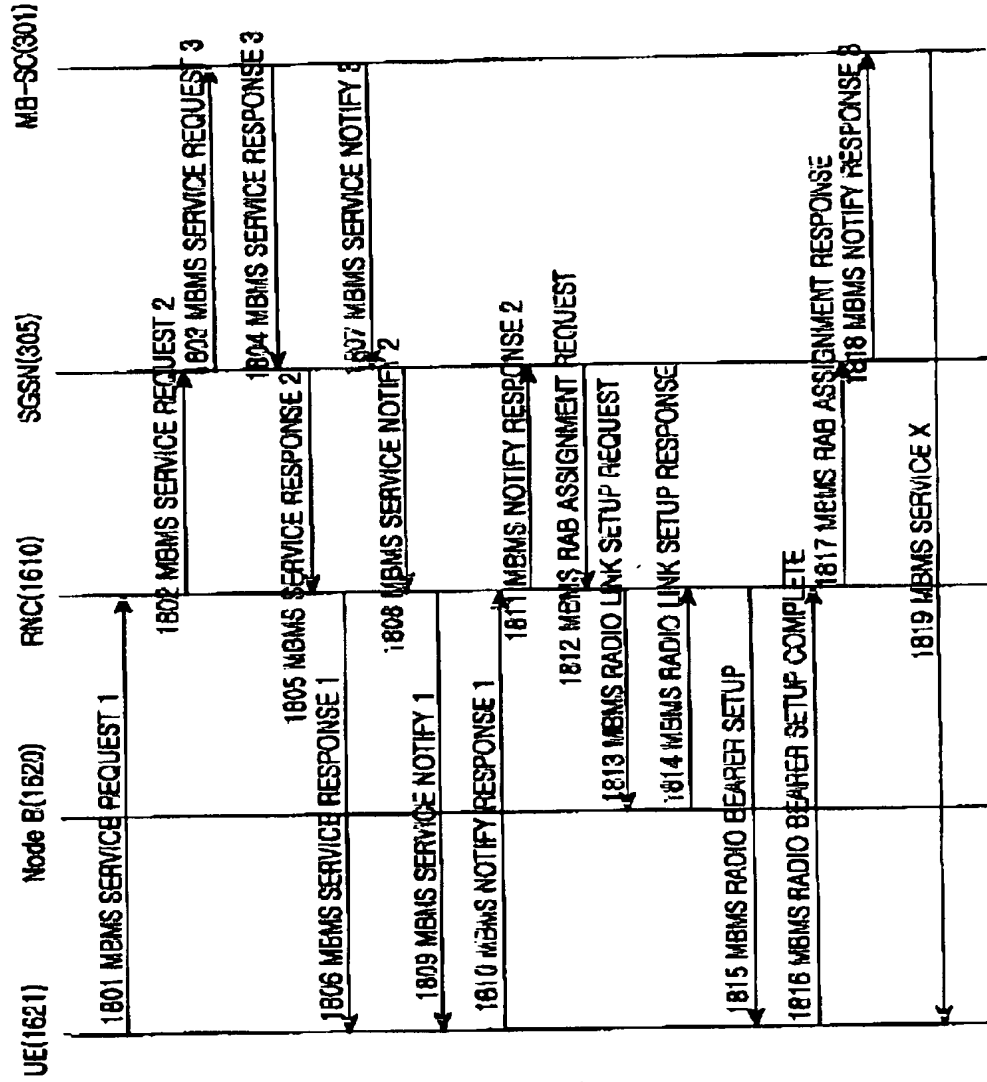 UE(1621)
Node B(1620)
RNC(1610)
SGSN(305)
MB-SC(301)
1801 MBMS SERVICE REQUEST 1
1802 MBMS SERVICE REQUEST 2
1803 MBMS SERVICE REQUEST 3
1804 MBMS SERVICE RESPONSE 3
1805 MBMS SERVICE RESPONSE 2
1806 MBMS SERVICE RESPONSE 1
1807 MBMS SERVICE NOTIFY 3
1808 MBMS SERVICE NOTIFY 2
1809 MBMS SERVICE NOTIFY 1
1810 MBMS NOTIFY RESPONSE 1
1811 MBMS NOTIFY RESPONSE 2
1812 MBMS RAB ASSIGNMENT REQUEST
1813 MBMS RADIO LINK SETUP REQUEST
1814 MBMS RADIO LINK SETUP RESPONSE
1815 MBMS RADIO BEARER SETUP
1816 MBMS RADIO BEARER SETUP COMPLETE
1817 MBMS RAB ASSIGNMENT RESPONSE
1818 MBMS NOTIFY RESPONSE 3
1819 MBMS SERVICE X